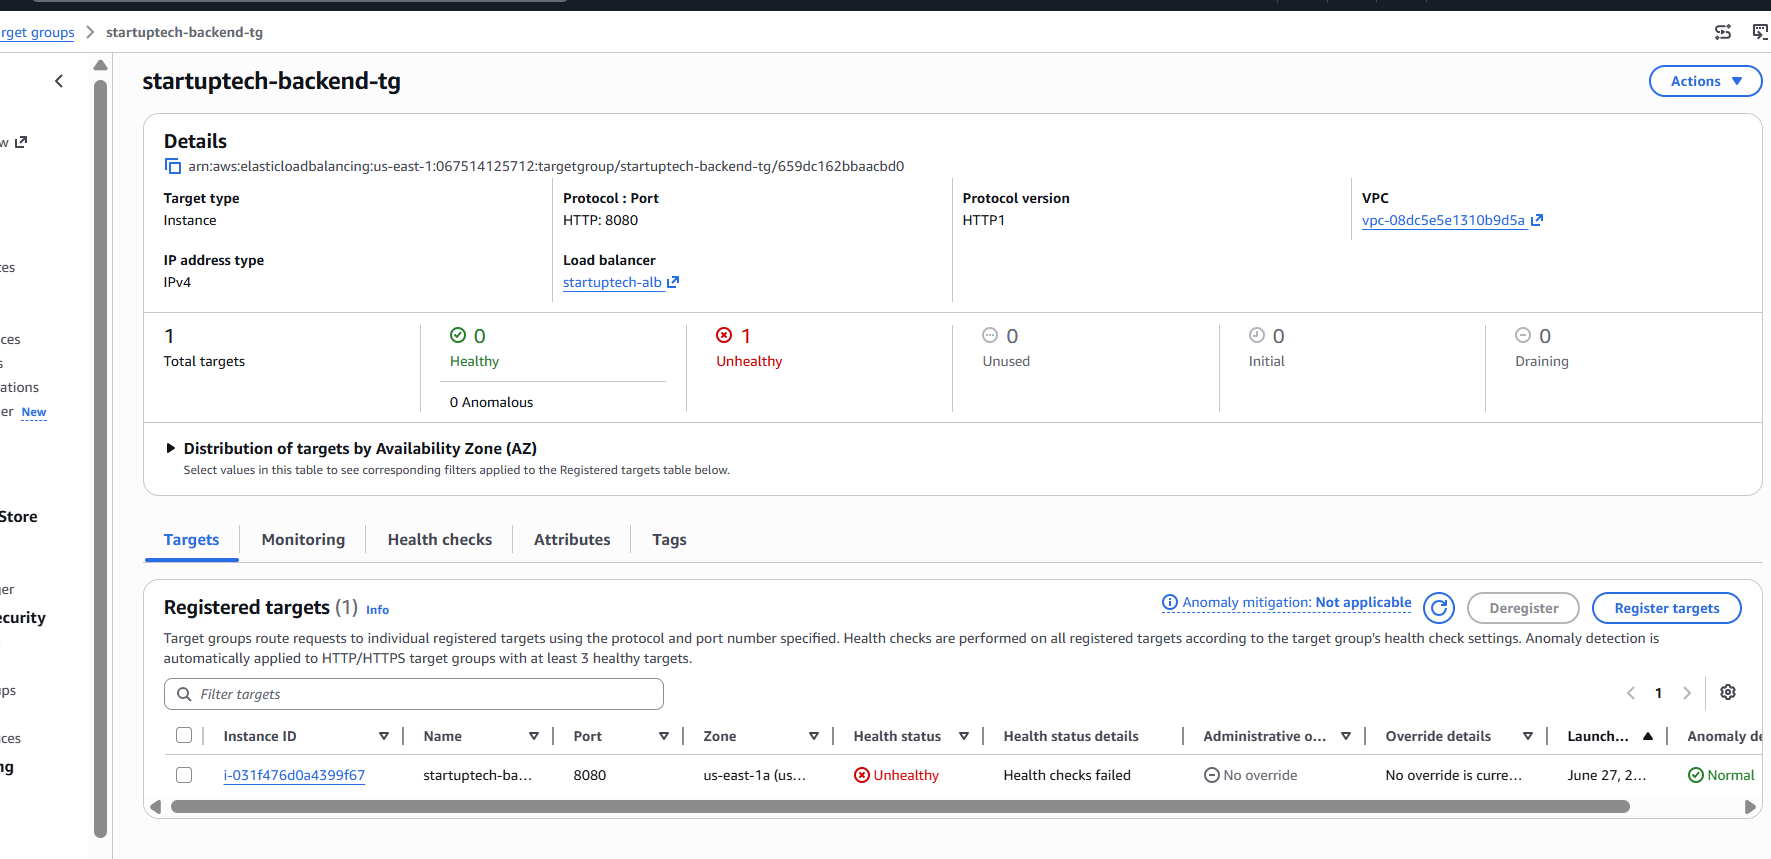 rget groups > startuptech-backend-tg
startuptech-backend-tg
Actions
Details
arn:aws:elasticloadbalancing:us-east-1:067514125712:targetgroup/startuptech-backend-tg/659dc162bbaacbd0
Target type
Instance
Protocol : Port
HTTP: 8080
Protocol version
HTTP1
VPC
vpc-08dc5e5e1310b9d5a
IP address type
IPv4
Load balancer
startuptech-alb
1
Total targets
0
Healthy
0 Anomalous
1
Unhealthy
0
Unused
0
Initial
0
Draining
Distribution of targets by Availability Zone (AZ)
Select values in this table to see corresponding filters applied to the Registered targets table below.
Targets
Monitoring
Health checks
Attributes
Tags
Registered targets (1) Info
Anomaly mitigation: Not applicable
Deregister
Register targets
Target groups route requests to individual registered targets using the protocol and port number specified. Health checks are performed on all registered targets according to the target group's health check settings. Anomaly detection is
automatically applied to HTTP/HTTPS target groups with at least 3 healthy targets.
Filter targets
1
Instance ID Name Port Zone Health status Health status details Administrative o... Override details Launch... Anomaly de
i-031f476d0a4399f67 startuptech-ba... 8080 us-east-1a (us... Unhealthy Health checks failed No override No override is curre... June 27, 2... Normal
w
ces
ces
s
ations
er New
Store
ger
ecurity
ups
ces
ng